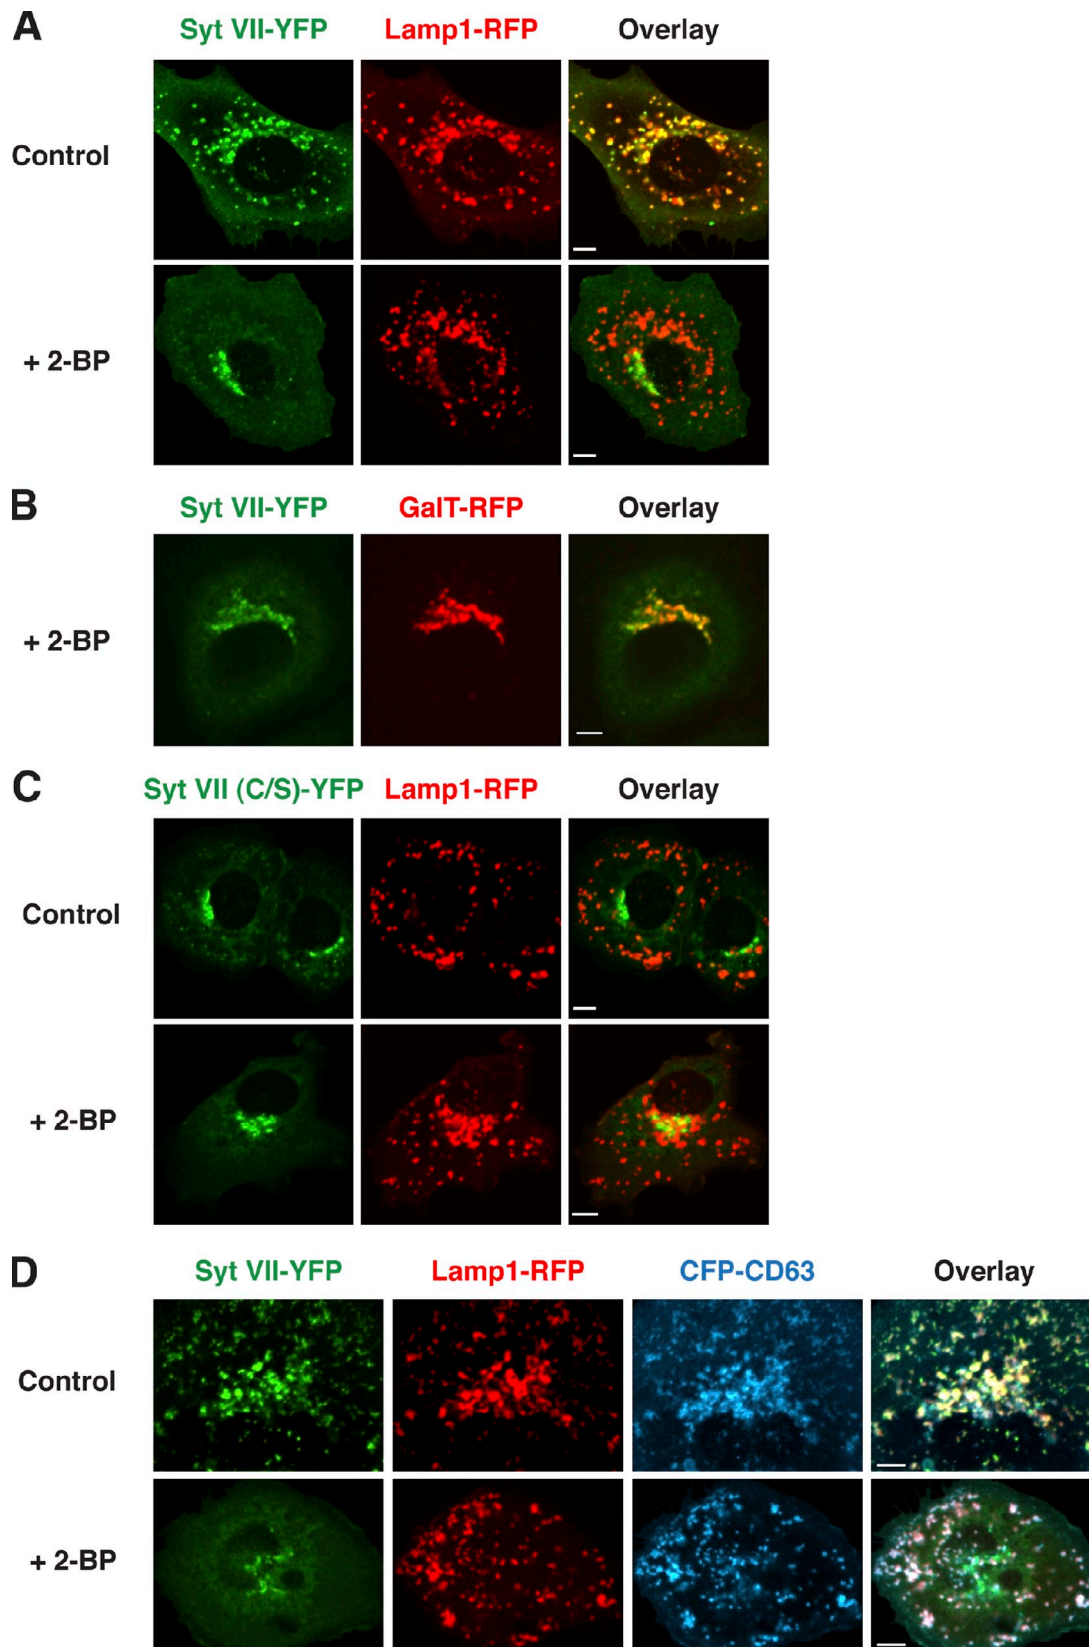 A
Syt VII-YFP Lamp1-RFP Overlay
Control
+ 2-BP
B
Syt VII-YFP GalT-RFP Overlay
+ 2-BP
C
Syt VII (C/S)-YFP Lamp1-RFP Overlay
Control
+ 2-BP
D
Syt VII-YFP Lamp1-RFP CFP-CD63 Overlay
Control
+ 2-BP